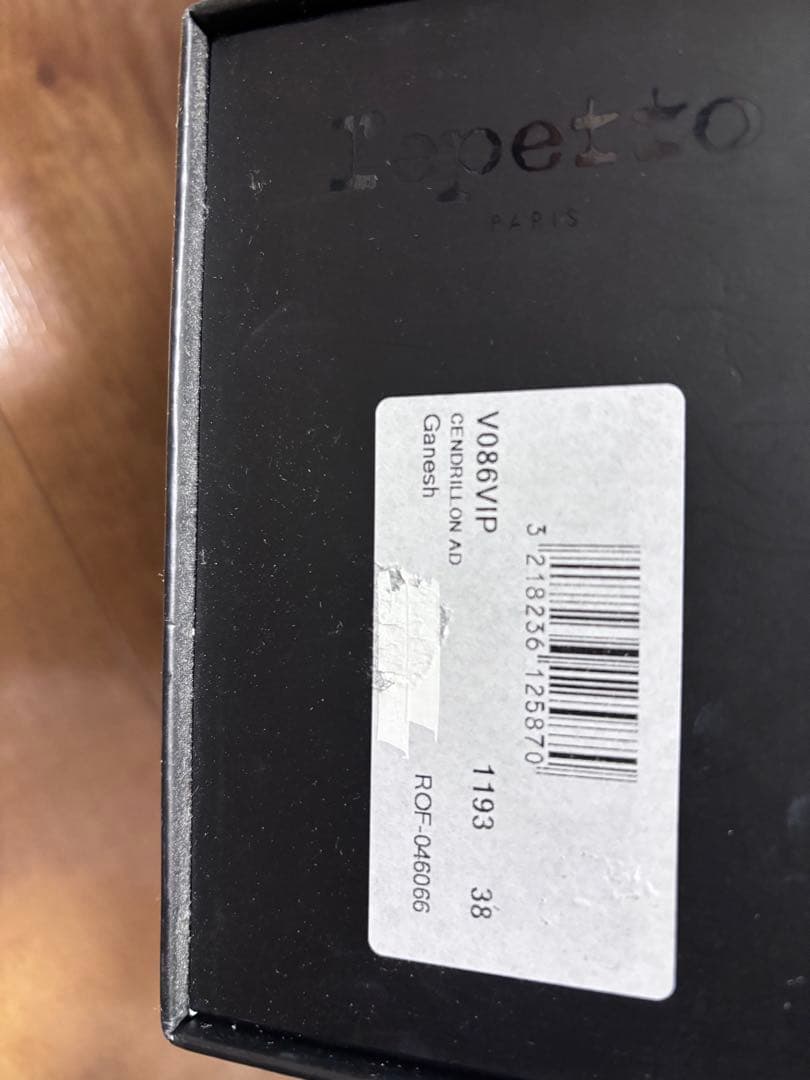 repetto
PARIS
3 218236 125870
V086VIP 1193 38
CENDRILLON AD
Ganesh ROF-046066